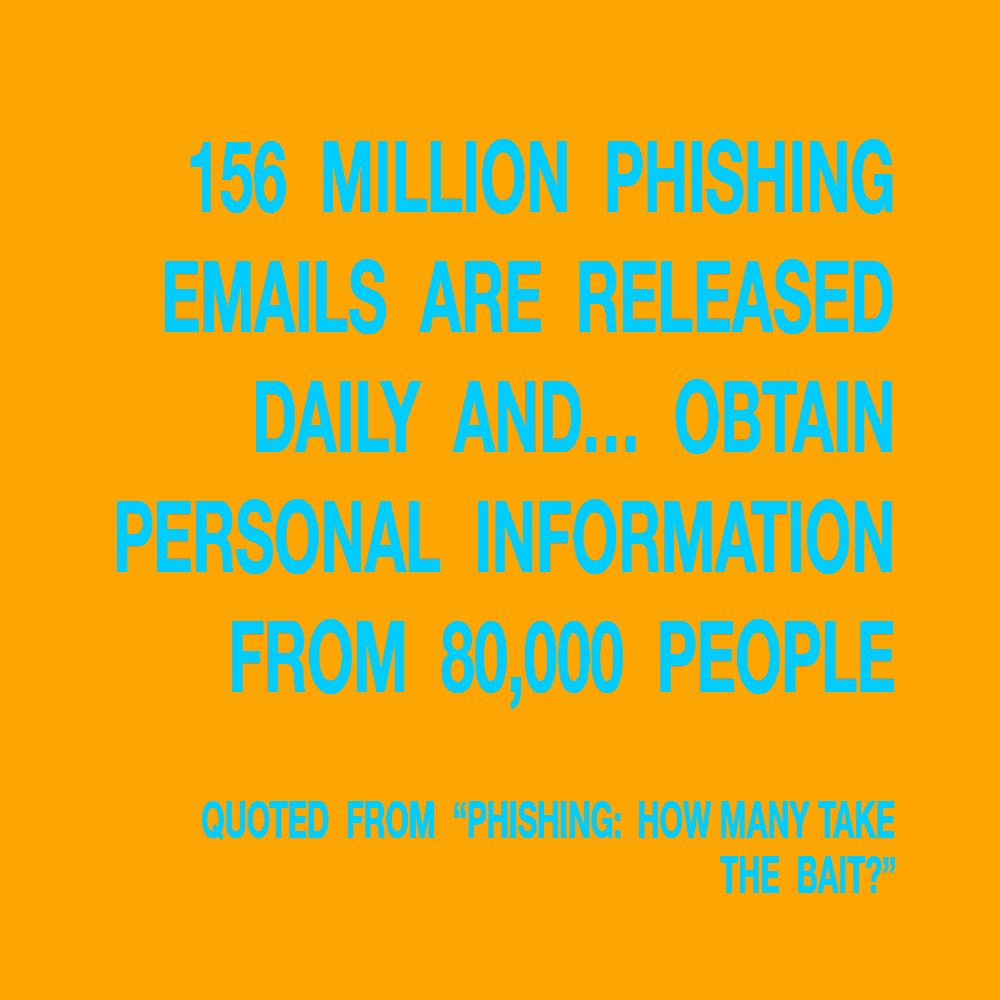 156 MILLION PHISHING
EMAILS ARE RELEASED
DAILY AND... OBTAIN
PERSONAL INFORMATION
FROM 80,000 PEOPLE
QUOTED FROM “PHISHING: HOW MANY TAKE
THE BAIT?”